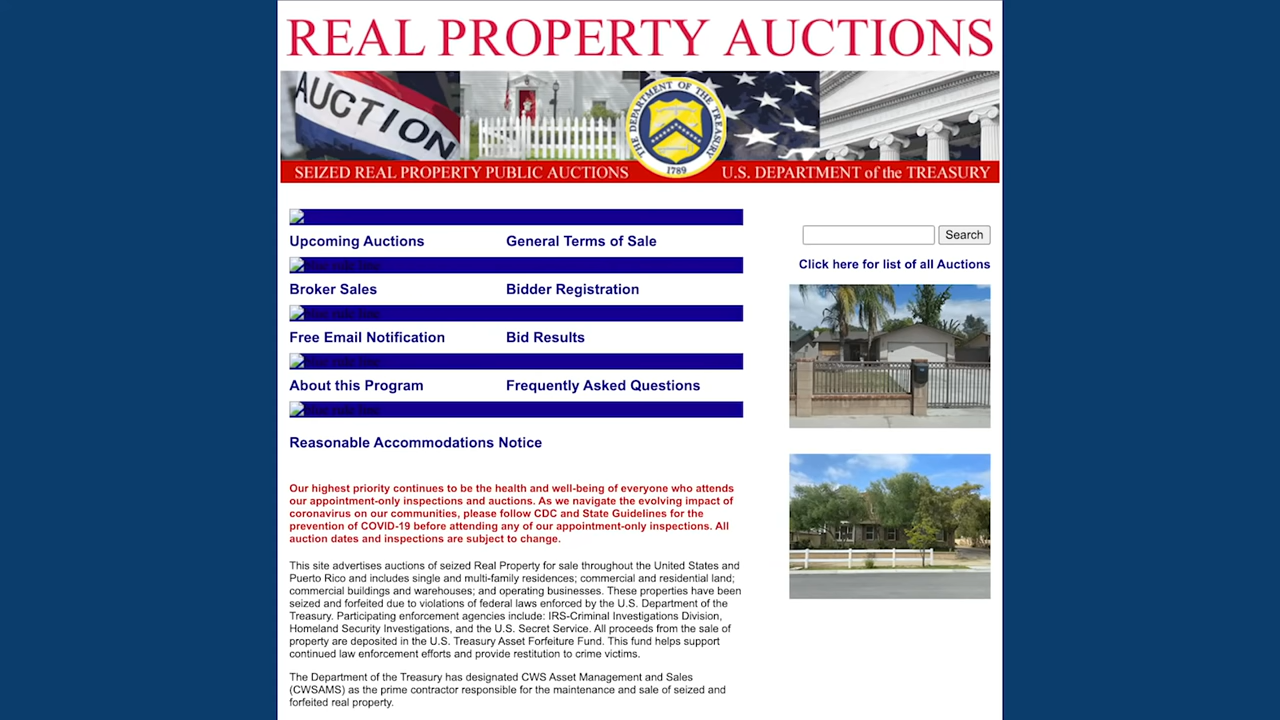 REAL PROPERTY AUCTIONS
AUCTION
THE DEPARTMENT OF THE TREASURY
1789
SEIZED REAL PROPERTY PUBLIC AUCTIONS
U.S. DEPARTMENT of the TREASURY
Upcoming Auctions
General Terms of Sale
Broker Sales
Bidder Registration
Free Email Notification
Bid Results
About this Program
Frequently Asked Questions
Reasonable Accommodations Notice
Search
Click here for list of all Auctions
Our highest priority continues to be the health and well-being of everyone who attends
our appointment-only inspections and auctions. As we navigate the evolving impact of
coronavirus on our communities, please follow CDC and State Guidelines for the
prevention of COVID-19 before attending any of our appointment-only inspections. All
auction dates and inspections are subject to change.
This site advertises auctions of seized Real Property for sale throughout the United States and
Puerto Rico and includes single and multi-family residences; commercial and residential land;
commercial buildings and warehouses; and operating businesses. These properties have been
seized and forfeited due to violations of federal laws enforced by the U.S. Department of the
Treasury. Participating enforcement agencies include: IRS-Criminal Investigations Division,
Homeland Security Investigations, and the U.S. Secret Service. All proceeds from the sale of
property are deposited in the U.S. Treasury Asset Forfeiture Fund. This fund helps support
continued law enforcement efforts and provide restitution to crime victims.
The Department of the Treasury has designated CWS Asset Management and Sales
(CWSAMS) as the prime contractor responsible for the maintenance and sale of seized and
forfeited real property.